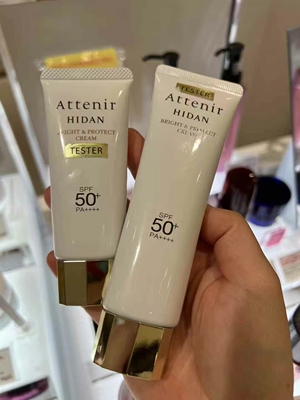 Attenir
HIDAN
BRIGHT & PROTECT
CREAM
TESTER
SPF
50+
PA++++
TESTER
Attenir
HIDAN
BRIGHT & PROTECT
SPF
50+
PA++++